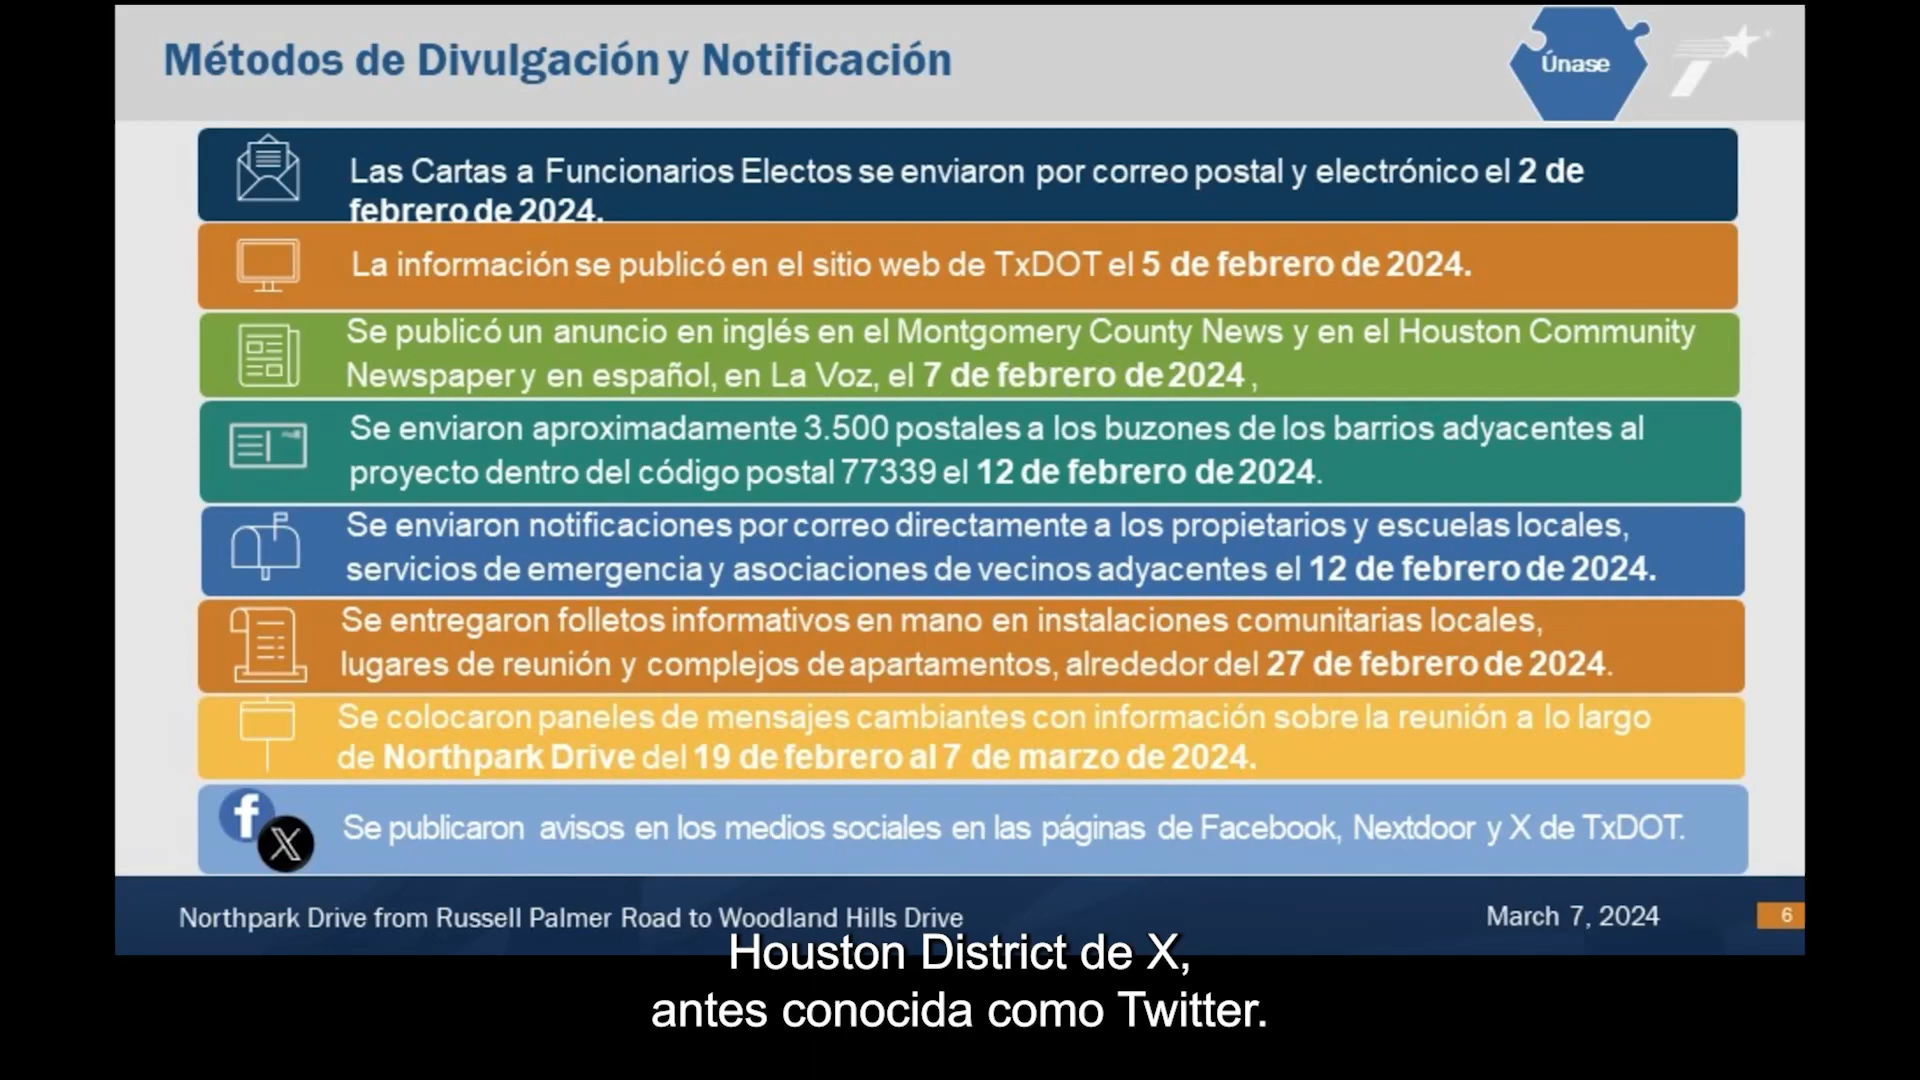 Métodos de Divulgación y Notificación
Únase
Las Cartas a Funcionarios Electos se enviaron por correo postal y electrónico el 2 de
febrero de 2024.
La información se publicó en el sitio web de TxDOT el 5 de febrero de 2024.
Se publicó un anuncio en inglés en el Montgomery County News y en el Houston Community
Newspaper y en español, en La Voz, el 7 de febrero de 2024 ,
Se enviaron aproximadamente 3.500 postales a los buzones de los barrios adyacentes al
proyecto dentro del código postal 77339 el 12 de febrero de 2024.
Se enviaron notificaciones por correo directamente a los propietarios y escuelas locales,
servicios de emergencia y asociaciones de vecinos adyacentes el 12 de febrero de 2024.
Se entregaron folletos informativos en mano en instalaciones comunitarias locales,
lugares de reunión y complejos de apartamentos, alrededor del 27 de febrero de 2024.
Se colocaron paneles de mensajes cambiantes con información sobre la reunión a lo largo
de Northpark Drive del 19 de febrero al 7 de marzo de 2024.
Se publicaron avisos en los medios sociales en las páginas de Facebook, Nextdoor y X de TxDOT.
Northpark Drive from Russell Palmer Road to Woodland Hills Drive
March 7, 2024
6
Houston District de X,
antes conocida como Twitter.